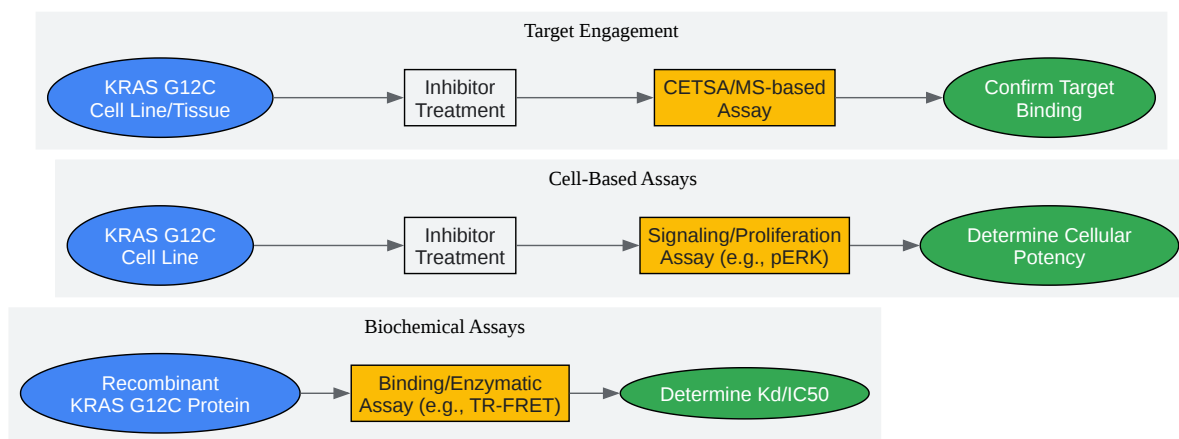 Target Engagement
KRAS G12C
Cell Line/Tissue
Inhibitor
Treatment
CETSA/MS-based
Assay
Confirm Target
Binding
Cell-Based Assays
KRAS G12C
Cell Line
Inhibitor
Treatment
Signaling/Proliferation
Assay (e.g., pERK)
Determine Cellular
Potency
Biochemical Assays
Recombinant
KRAS G12C Protein
Binding/Enzymatic
Assay (e.g., TR-FRET)
Determine Kd/IC50